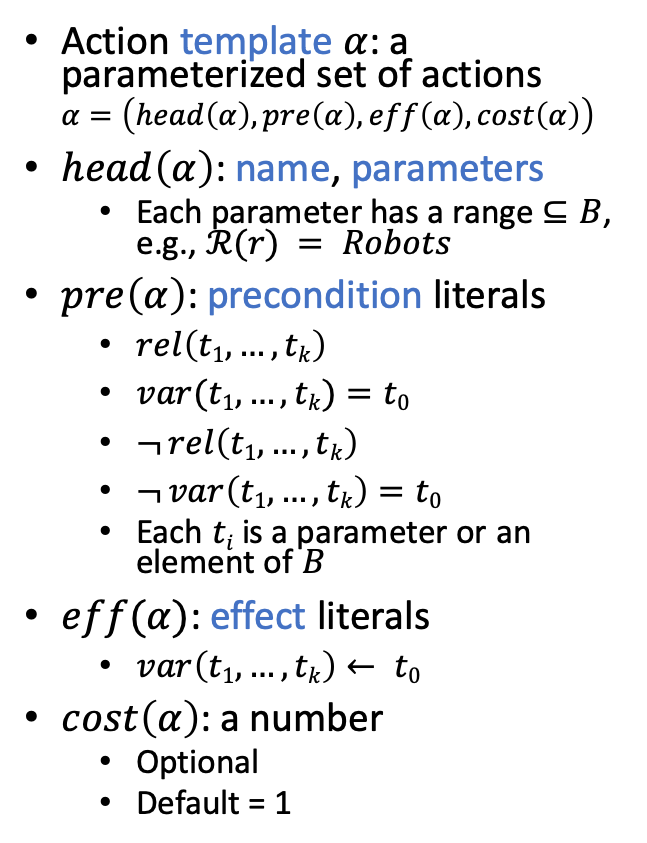 • Action template α: a
parameterized set of actions
α = (head(α), pre(α), eff(α), cost(α))
• head(α): name, parameters
• Each parameter has a range ⊆ B,
e.g., ℛ(r) = Robots
• pre(α): precondition literals
• rel(t₁, …, tₖ)
• var(t₁, …, tₖ) = t₀
• ¬ rel(t₁, …, tₖ)
• ¬ var(t₁, …, tₖ) = t₀
• Each tᵢ is a parameter or an
element of B
• eff(α): effect literals
• var(t₁, …, tₖ) ← t₀
• cost(α): a number
• Optional
• Default = 1